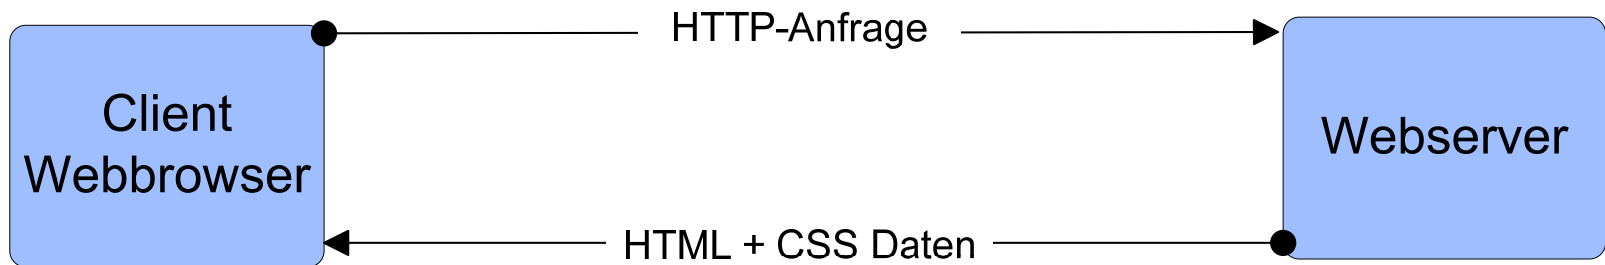 HTTP-Anfrage
Client
Webbrowser
Webserver
HTML + CSS Daten